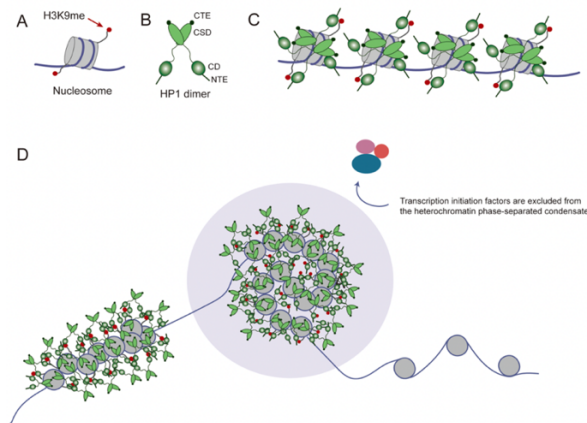 A
H3K9me
Nucleosome
B
CTE
CSD
CD
NTE
HP1 dimer
C
D
Transcription initiation factors are excluded from
the heterochromatin phase-separated condensate